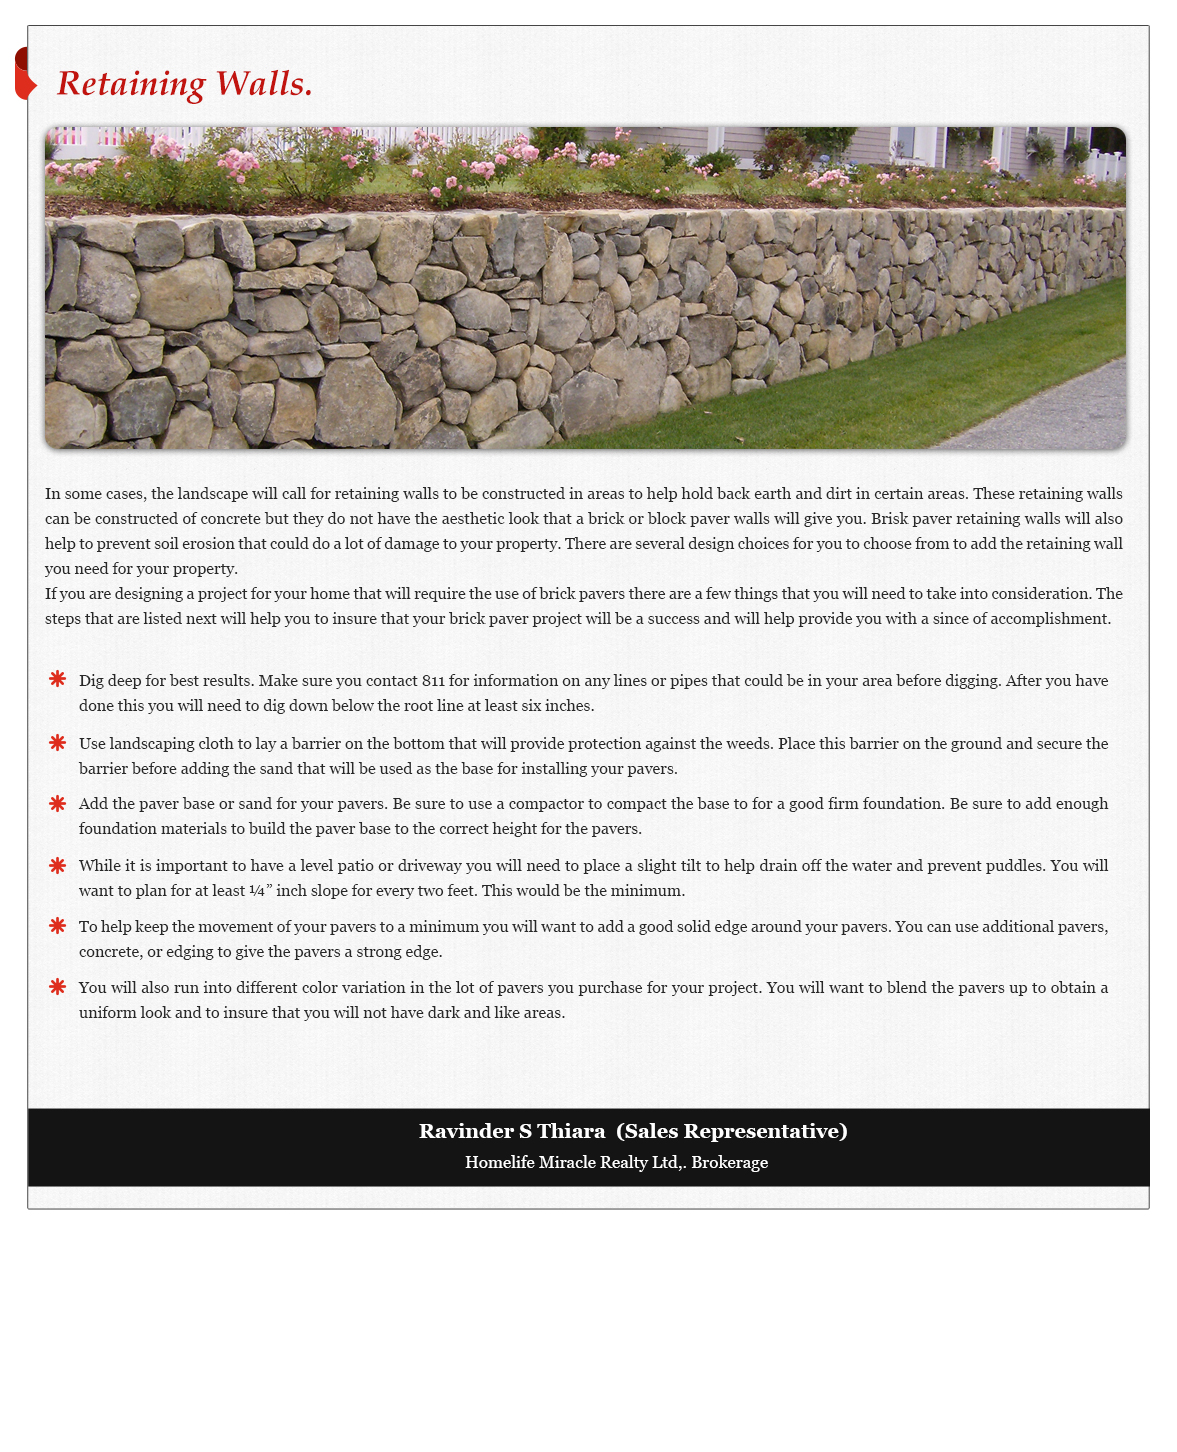 Retaining Walls.
In some cases, the landscape will call for retaining walls to be constructed in areas to help hold back earth and dirt in certain areas. These retaining walls
can be constructed of concrete but they do not have the aesthetic look that a brick or block paver walls will give you. Brisk paver retaining walls will also
help to prevent soil erosion that could do a lot of damage to your property. There are several design choices for you to choose from to add the retaining wall
you need for your property.
If you are designing a project for your home that will require the use of brick pavers there are a few things that you will need to take into consideration. The
steps that are listed next will help you to insure that your brick paver project will be a success and will help provide you with a since of accomplishment.
Dig deep for best results. Make sure you contact 811 for information on any lines or pipes that could be in your area before digging. After you have
done this you will need to dig down below the root line at least six inches.
Use landscaping cloth to lay a barrier on the bottom that will provide protection against the weeds. Place this barrier on the ground and secure the
barrier before adding the sand that will be used as the base for installing your pavers.
Add the paver base or sand for your pavers. Be sure to use a compactor to compact the base to for a good firm foundation. Be sure to add enough
foundation materials to build the paver base to the correct height for the pavers.
While it is important to have a level patio or driveway you will need to place a slight tilt to help drain off the water and prevent puddles. You will
want to plan for at least ¼” inch slope for every two feet. This would be the minimum.
To help keep the movement of your pavers to a minimum you will want to add a good solid edge around your pavers. You can use additional pavers,
concrete, or edging to give the pavers a strong edge.
You will also run into different color variation in the lot of pavers you purchase for your project. You will want to blend the pavers up to obtain a
uniform look and to insure that you will not have dark and like areas.
Ravinder S Thiara (Sales Representative)
Homelife Miracle Realty Ltd,. Brokerage